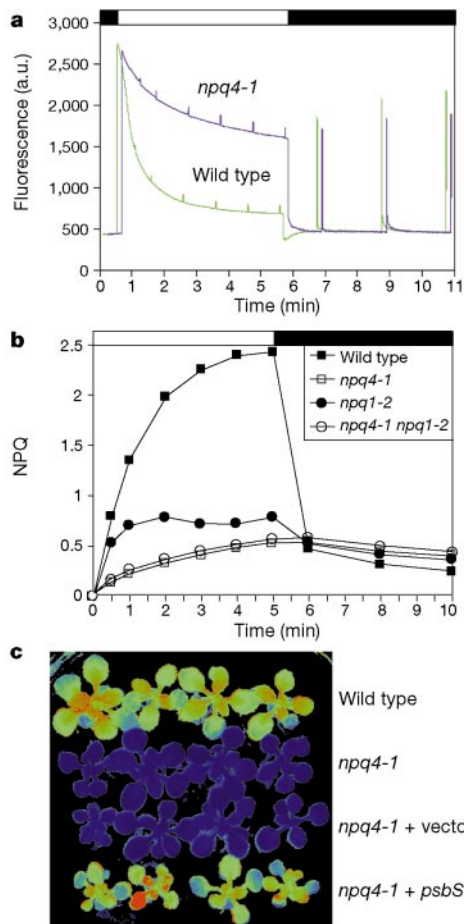 a
3,000
2,500
2,000
1,500
1,000
500
0
Fluorescence (a.u.)
npq4-1
Wild type
0 1 2 3 4 5 6 7 8 9 10 11
Time (min)
b
2.5
2
1.5
1
0.5
0
NPQ
Wild type
npq4-1
npq1-2
npq4-1 npq1-2
0 1 2 3 4 5 6 7 8 9 10
Time (min)
c
Wild type
npq4-1
npq4-1 + vecto
npq4-1 + psbS